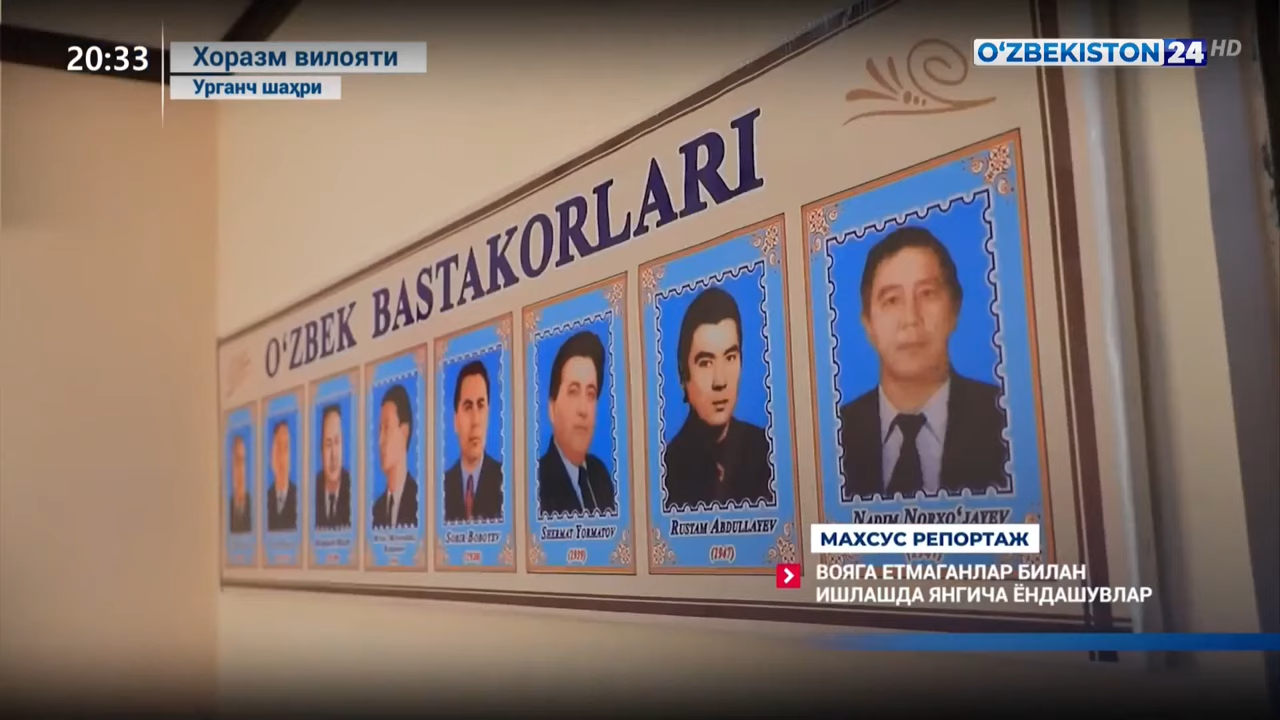 20:33
Хоразм вилояти
Урганч шаҳри
O‘ZBEKISTON 24 HD
O‘ZBEK BASTAKORLARI
SOBIR BOBOYEV
SHERMAT YORMATOV
(1939)
RUSTAM ABDULLAYEV
(1947)
NADIM NORXO‘JAYEV
МАХСУС РЕПОРТАЖ
ВОЯГА ЕТМАГАНЛАР БИЛАН
ИШЛАШДА ЯНГИЧА ЁНДАШУВЛАР